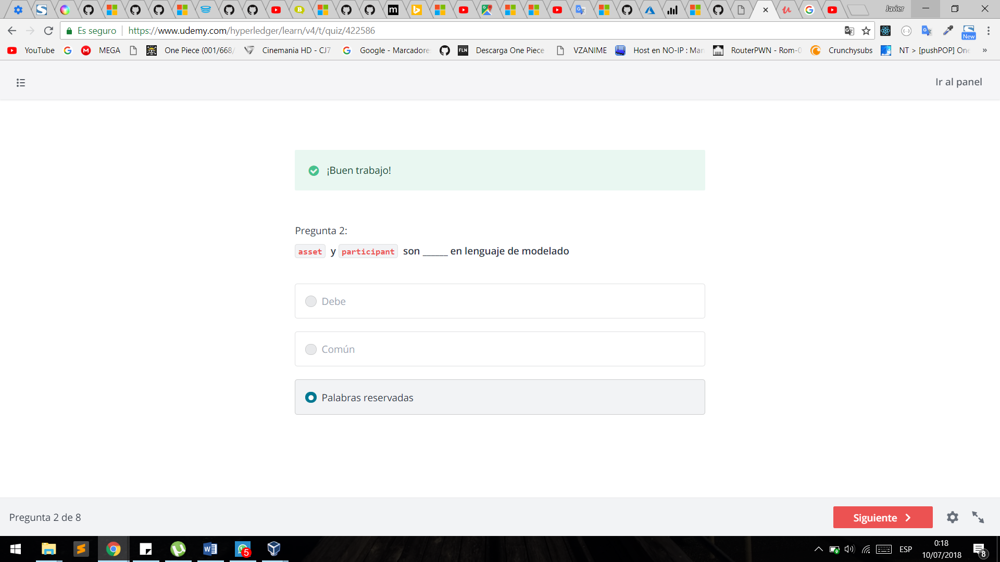 Javier
Es seguro
https://www.udemy.com/hyperledger/learn/v4/t/quiz/422586
New
YouTube
MEGA
One Piece (001/668/
Cinemania HD - CJ7
Google - Marcadore
FLN
Descarga One Piece
VZANIME
Host en NO-IP : Man
RouterPWN - Rom-0
Crunchysubs
NT > [pushPOP] One
»
Ir al panel
¡Buen trabajo!
Pregunta 2:
asset y participant son ______ en lenguaje de modelado
Debe
Común
Palabras reservadas
Pregunta 2 de 8
Siguiente
5
ESP
0:18
10/07/2018
8